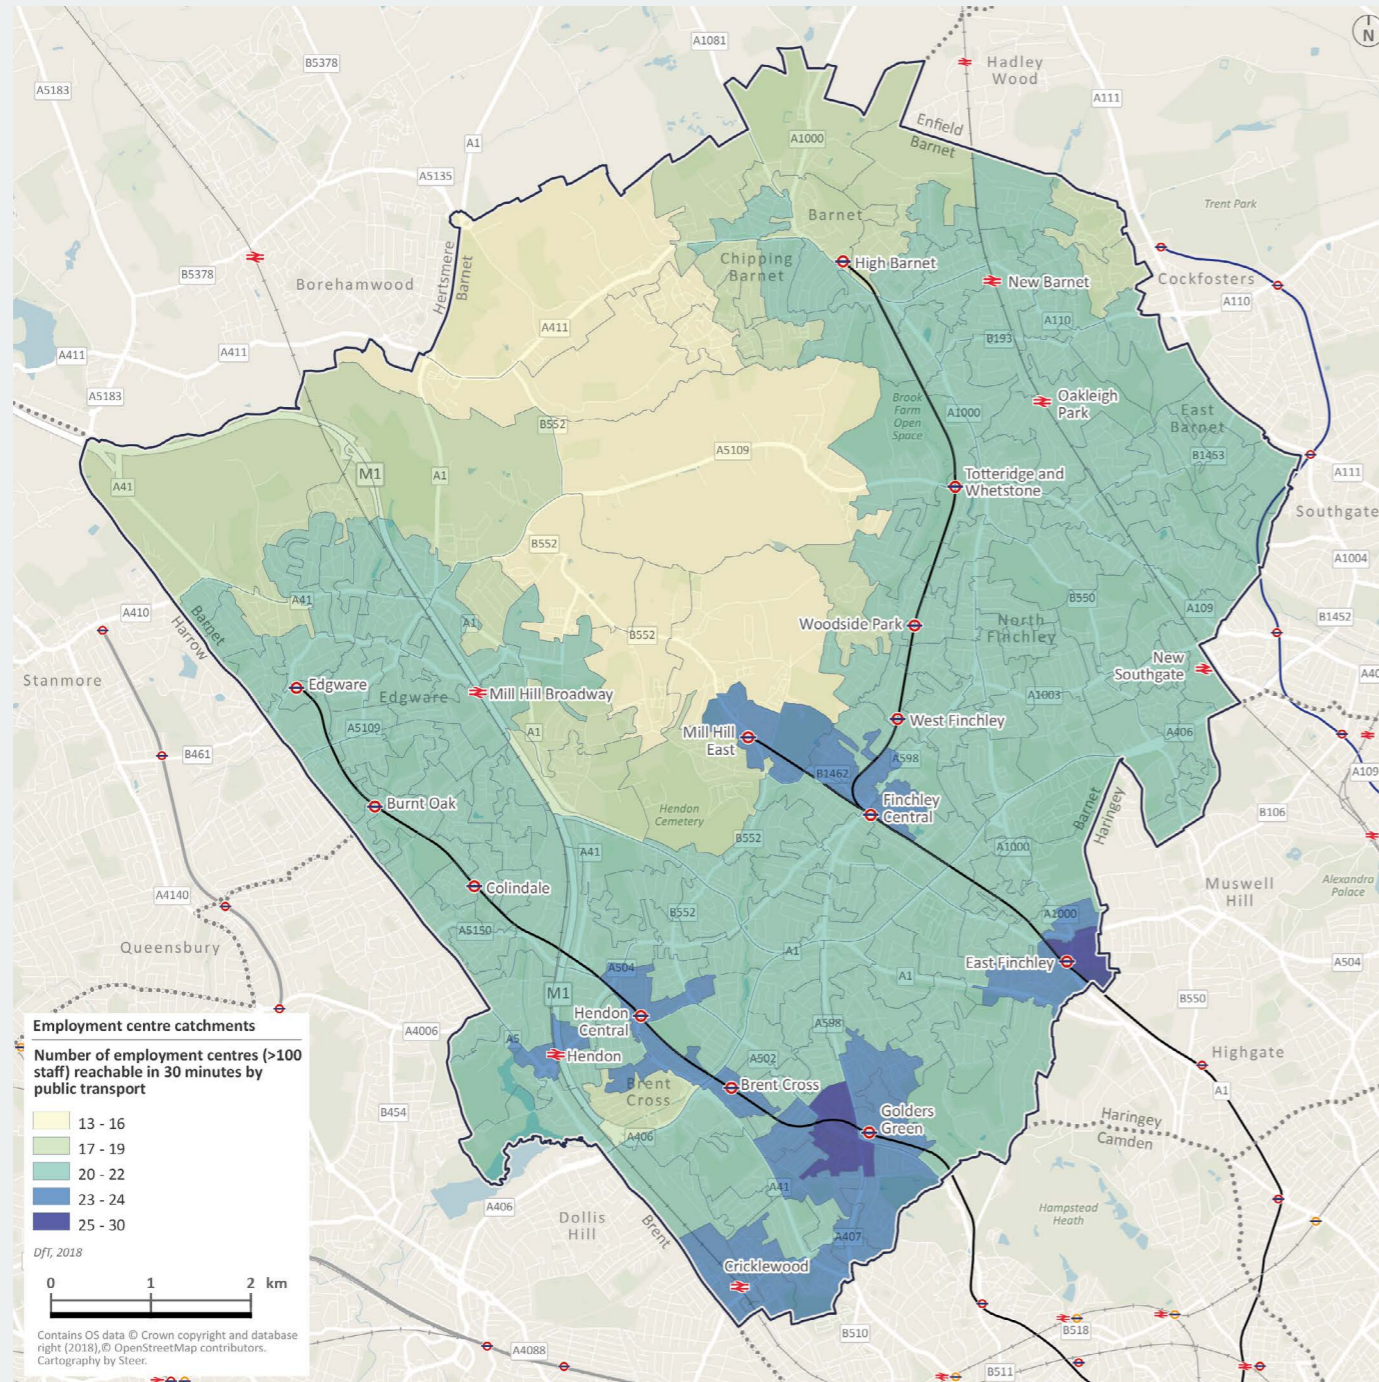 N
A1081
B5378
Hadley
Wood
A5183
A111
A1000
Enfield
Barnet
A1
A5135
Trent Park
Barnet
Hertsmere
Barnet
Chipping
Barnet
High Barnet
B5378
Borehamwood
New Barnet
Cockfosters
A110
A110
A411
B193
A411
A411
A5183
Brook
Farm
Open
Space
A1000
Oakleigh
Park
East
Barnet
B552
A5109
B1453
M1
A1
A41
Totteridge and
Whetstone
A111
Southgate
B552
A1004
A41
A410
Barnet
Harrow
A1
B552
Woodside Park
North
Finchley
B550
A109
B1452
Stanmore
New
Southgate
A40
Edgware
Edgware
Mill Hill Broadway
A1003
A5109
A1
Mill Hill
East
West Finchley
A406
B461
A598
B1462
A109
Burnt Oak
Hendon
Cemetery
Finchley
Central
Barnet
Haringey
B106
B552
A41
A1000
Colindale
A4140
Muswell
Hill
Alexandra
Palace
B552
A1000
A5150
Queensbury
A1
East Finchley
A504
A504
A1
M1
B550
Hendon
Central
A598
A4006
A5
Hendon
A502
Highgate
Brent
Cross
Brent Cross
A1
Golders
Green
B454
Haringey
Camden
A406
A41
A406
Dollis
Hill
Brent
Hampstead
Heath
A407
Cricklewood
B510
B518
A4088
B511
Employment centre catchments
Number of employment centres (>100
staff) reachable in 30 minutes by
public transport
13 - 16
17 - 19
20 - 22
23 - 24
25 - 30
DfT, 2018
0 1 2 km
Contains OS data © Crown copyright and database
right (2018),© OpenStreetMap contributors.
Cartography by Steer.